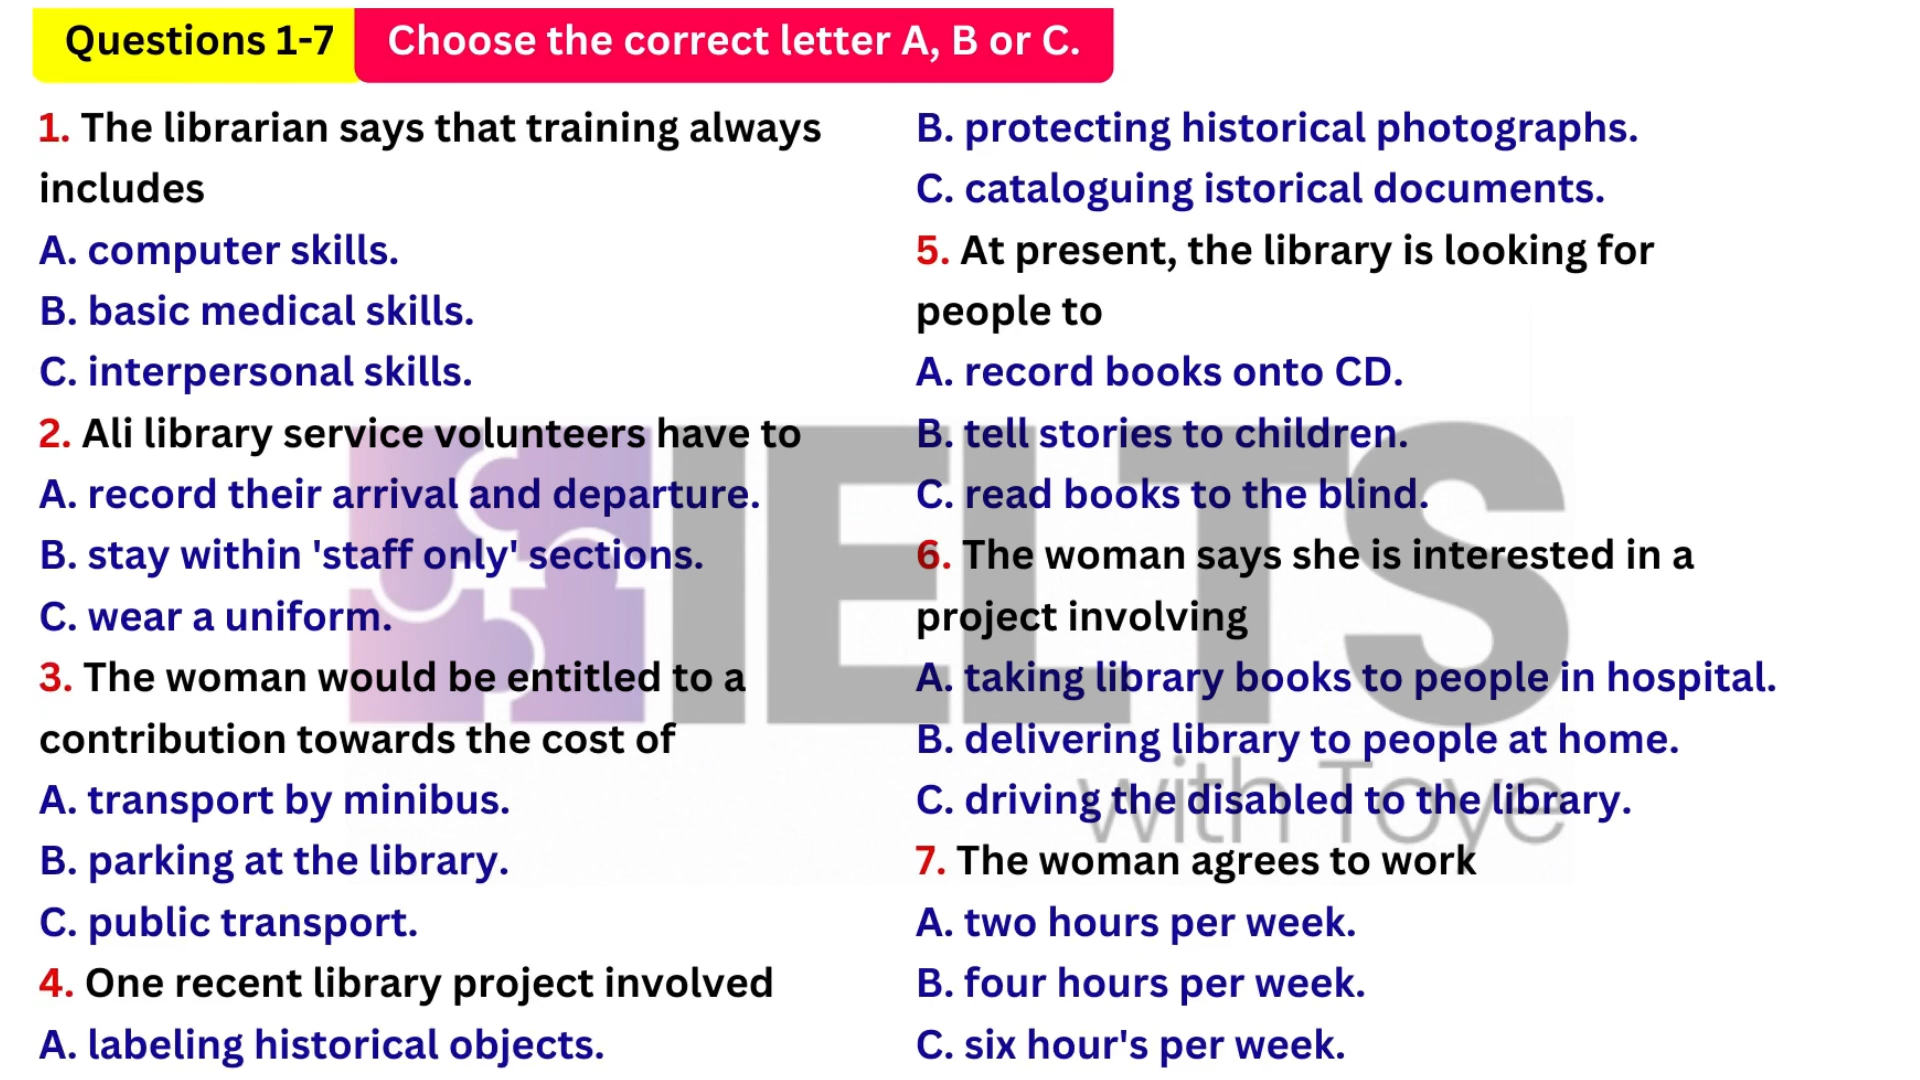 Questions 1-7 Choose the correct letter A, B or C.
1. The librarian says that training always
includes
A. computer skills.
B. basic medical skills.
C. interpersonal skills.
2. Ali library service volunteers have to
A. record their arrival and departure.
B. stay within 'staff only' sections.
C. wear a uniform.
3. The woman would be entitled to a
contribution towards the cost of
A. transport by minibus.
B. parking at the library.
C. public transport.
4. One recent library project involved
A. labeling historical objects.
B. protecting historical photographs.
C. cataloguing istorical documents.
5. At present, the library is looking for
people to
A. record books onto CD.
B. tell stories to children.
C. read books to the blind.
6. The woman says she is interested in a
project involving
A. taking library books to people in hospital.
B. delivering library to people at home.
C. driving the disabled to the library.
7. The woman agrees to work
A. two hours per week.
B. four hours per week.
C. six hour's per week.
IELTS
with Toye